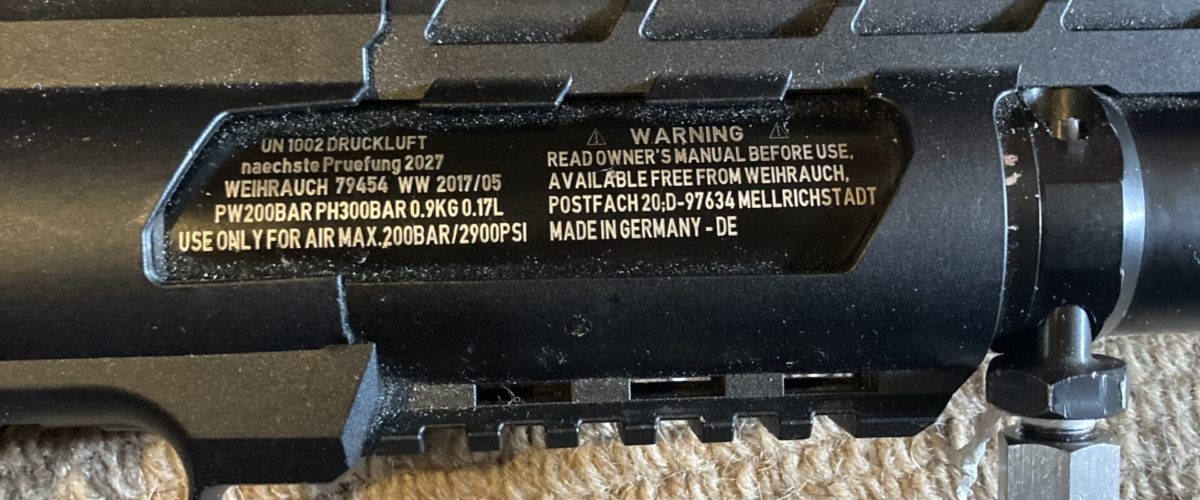 UN 1002 DRUCKLUFT
naechste Pruefung 2027
WEIHRAUCH 79454 WW 2017/05
PW200BAR PH300BAR 0.9KG 0.17L
USE ONLY FOR AIR MAX.200BAR/2900PSI
WARNING
READ OWNER'S MANUAL BEFORE USE,
AVAILABLE FREE FROM WEIHRAUCH,
POSTFACH 20;D-97634 MELLRICHSTADT
MADE IN GERMANY - DE